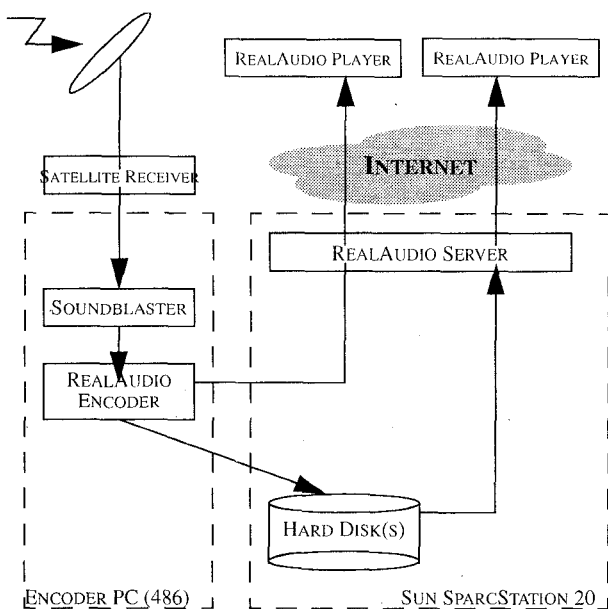 REALAUDIO PLAYER
REALAUDIO PLAYER
INTERNET
SATELLITE RECEIVER
REALAUDIO SERVER
SOUNDBLASTER
REALAUDIO
ENCODER
HARD DISK(S)
ENCODER PC (486)
SUN SPARCSTATION 20